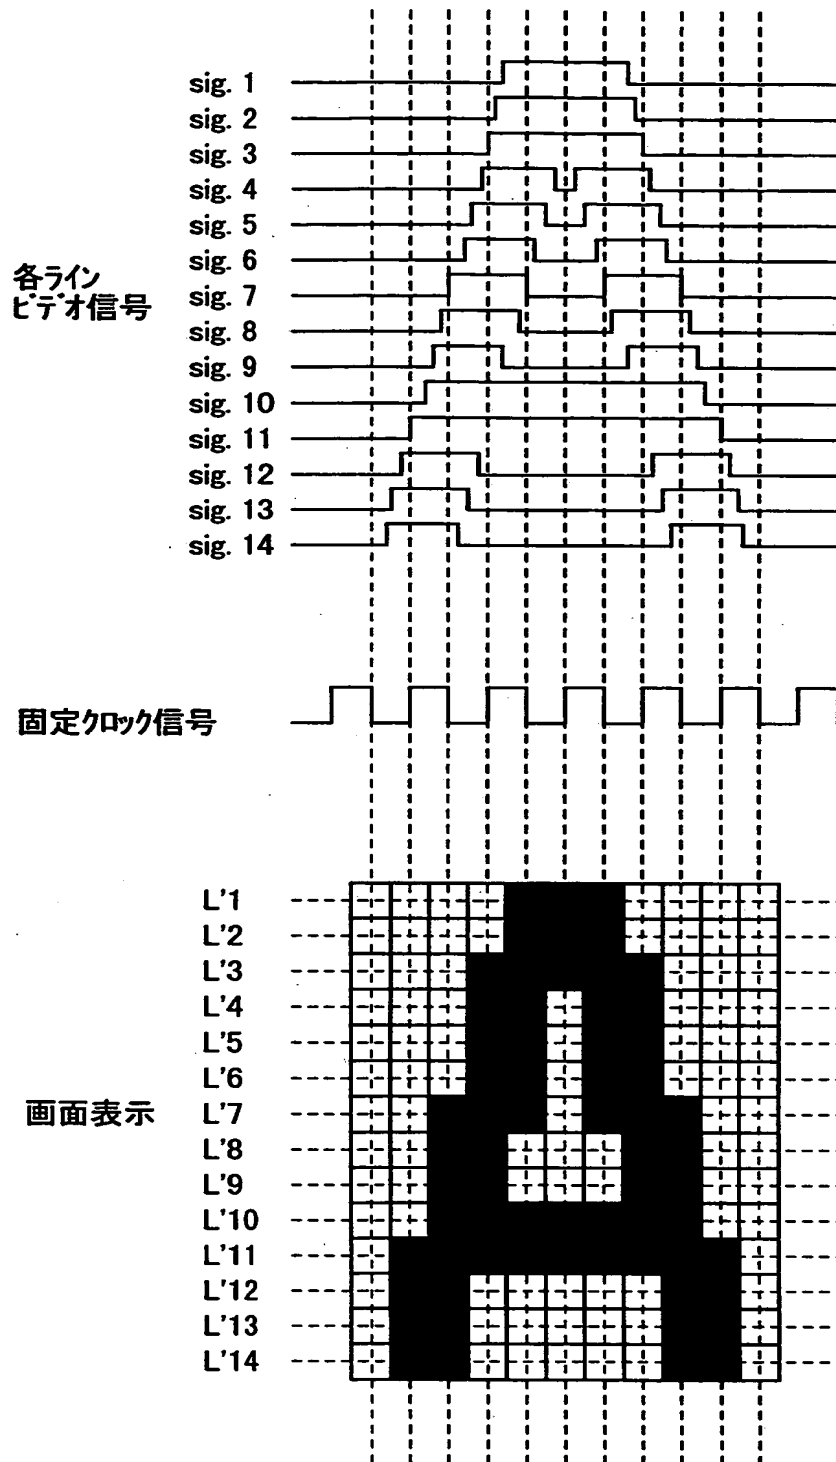 sig. 1
sig. 2
sig. 3
sig. 4
sig. 5
sig. 6
各ライン
ビデオ信号
sig. 7
sig. 8
sig. 9
sig. 10
sig. 11
sig. 12
sig. 13
sig. 14
固定クロック信号
L'1
L'2
L'3
L'4
L'5
L'6
画面表示
L'7
L'8
L'9
L'10
L'11
L'12
L'13
L'14